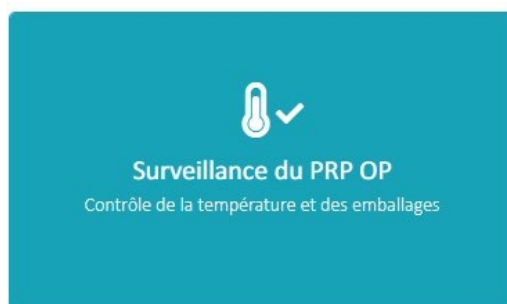 Surveillance du PRP OP
Contrôle de la température et des emballages